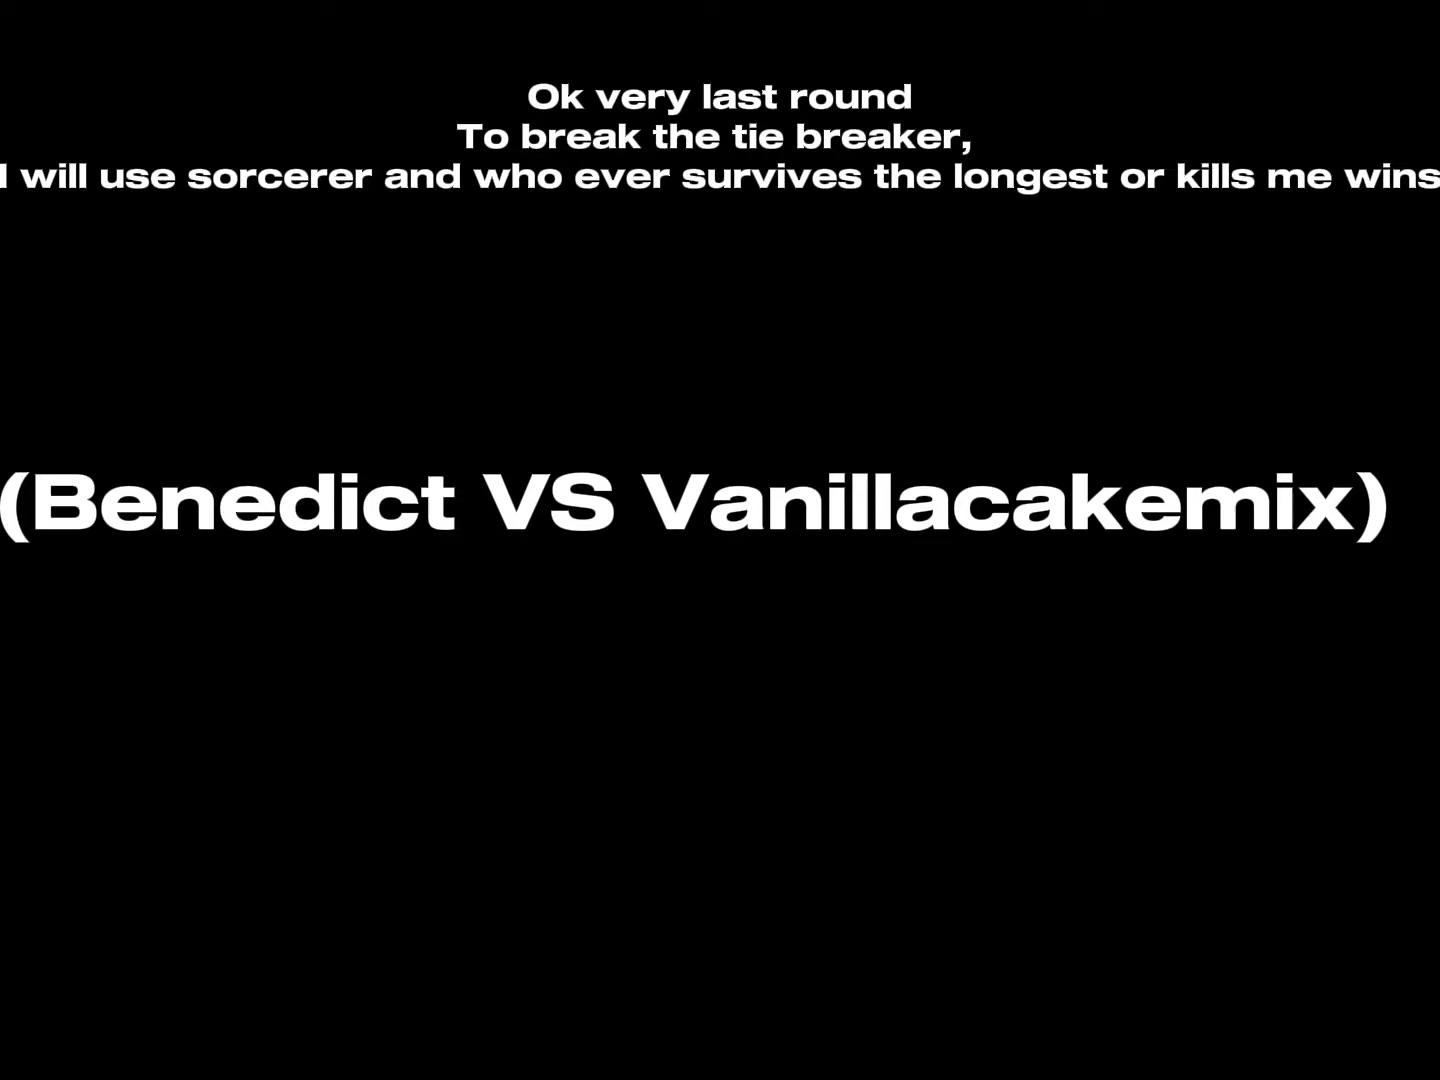 Ok very last round
To break the tie breaker,
I will use sorcerer and who ever survives the longest or kills me wins
(Benedict VS Vanillacakemix)